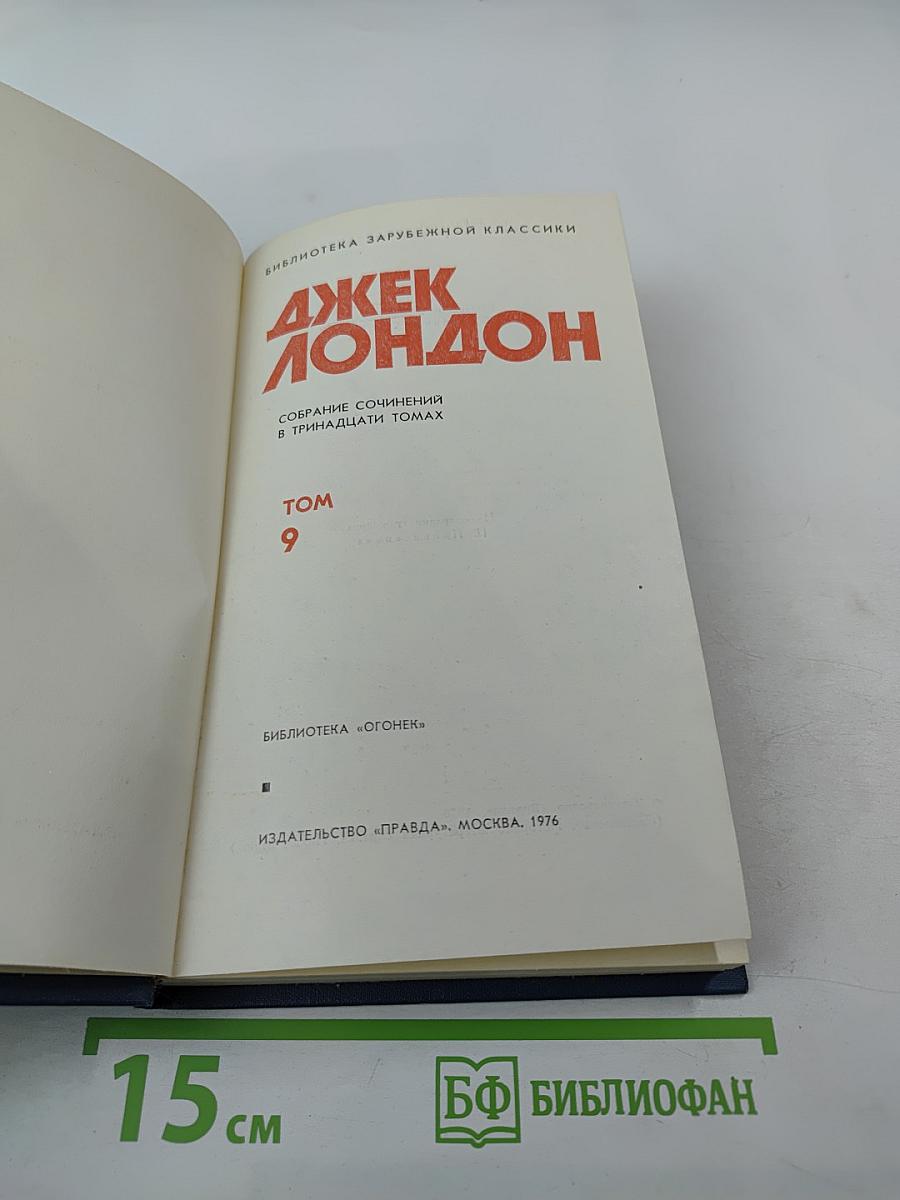 БИБЛИОТЕКА ЗАРУБЕЖНОЙ КЛАССИКИ
ДЖЕК
ЛОНДОН
СОБРАНИЕ СОЧИНЕНИЙ
В ТРИНАДЦАТИ ТОМАХ
ТОМ
9
БИБЛИОТЕКА «ОГОНЕК»
ИЗДАТЕЛЬСТВО «ПРАВДА». МОСКВА. 1976
15 см
БФ БИБЛИОФАН